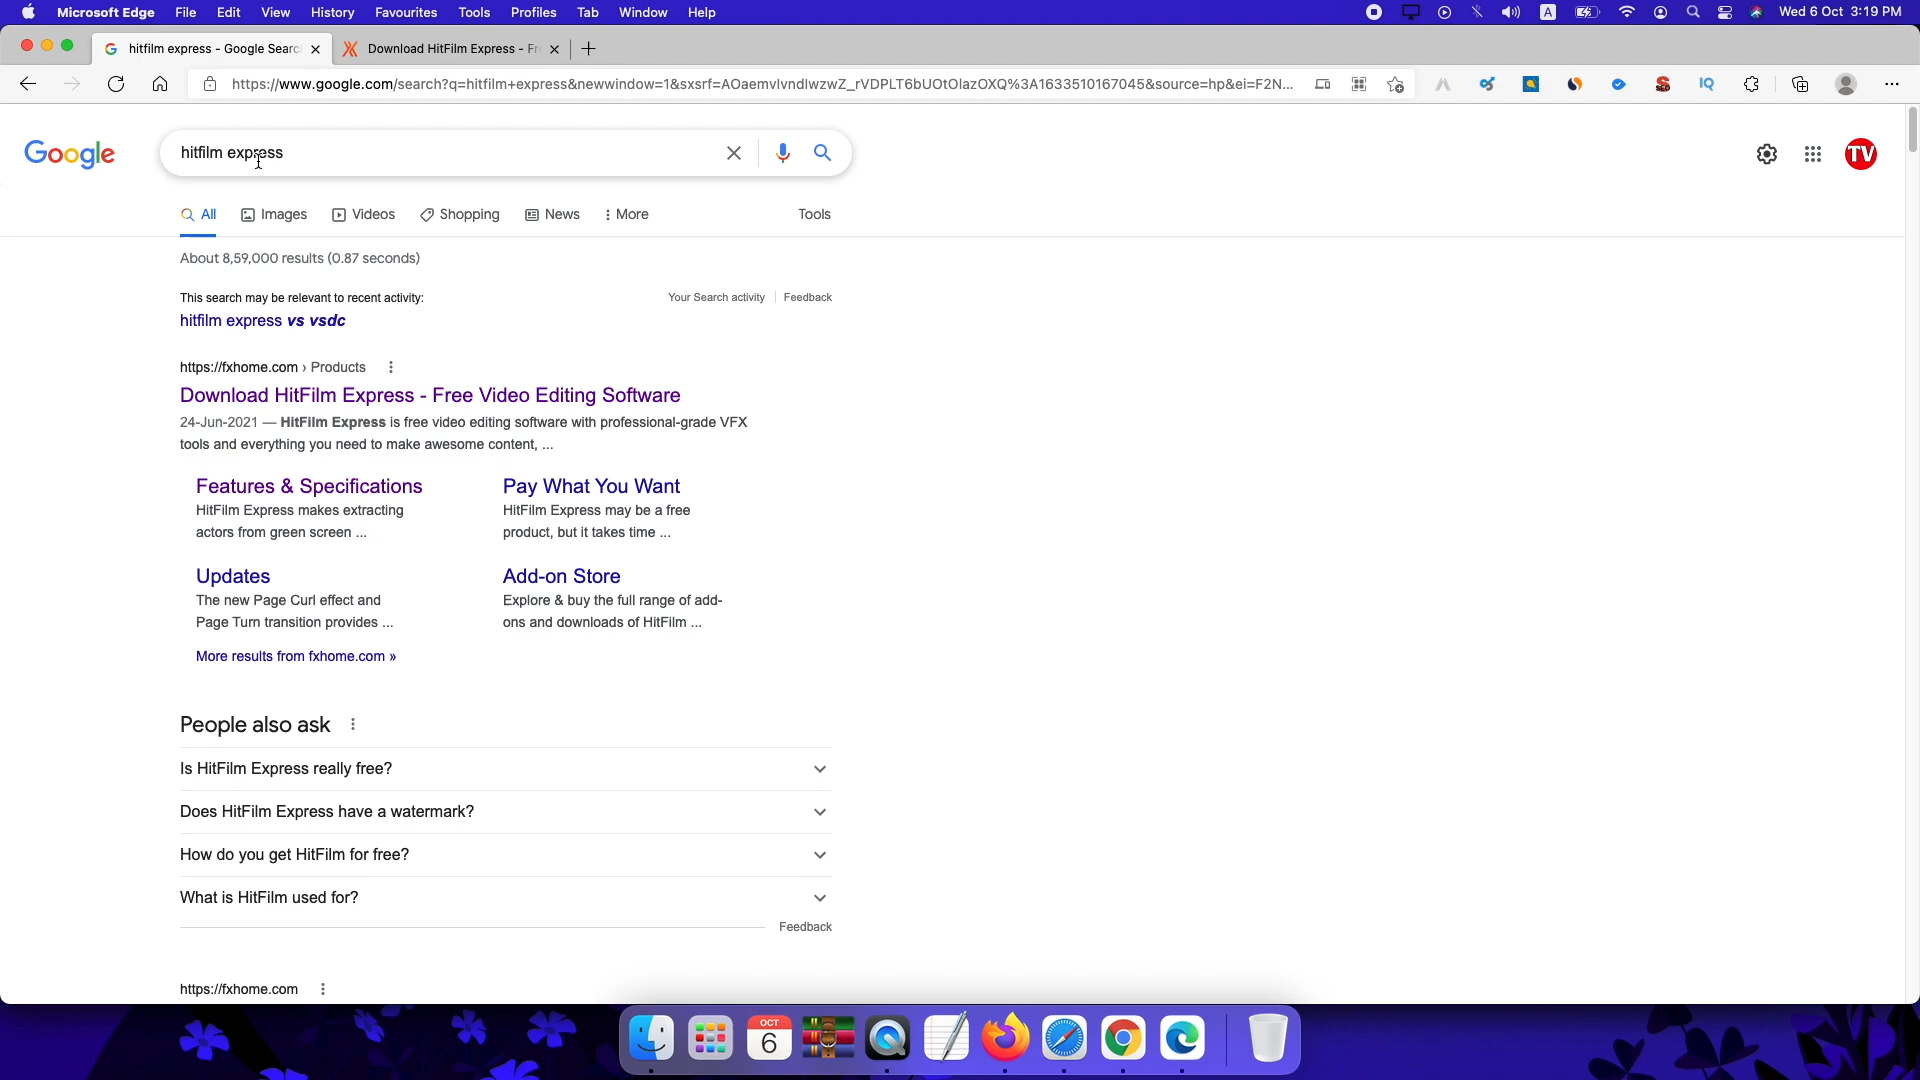 Microsoft Edge File Edit View History Favourites Tools Profiles Tab Window Help A Wed 6 Oct 3:19 PM
hitfilm express - Google Searc Download HitFilm Express - Fr
https://www.google.com/search?q=hitfilm+express&newwindow=1&sxsrf=AOaemvIvndlwzwZ_rVDPLT6bUOtOlazOXQ%3A1633510167045&source=hp&ei=F2N... IQ
Google hitfilm express TV
All Images Videos Shopping News More Tools
About 8,59,000 results (0.87 seconds)
This search may be relevant to recent activity: Your Search activity Feedback
hitfilm express vs vsdc
https://fxhome.com › Products
Download HitFilm Express - Free Video Editing Software
24-Jun-2021 — HitFilm Express is free video editing software with professional-grade VFX
tools and everything you need to make awesome content, ...
Features & Specifications
HitFilm Express makes extracting
actors from green screen ...
Pay What You Want
HitFilm Express may be a free
product, but it takes time ...
Updates
The new Page Curl effect and
Page Turn transition provides ...
Add-on Store
Explore & buy the full range of add-
ons and downloads of HitFilm ...
More results from fxhome.com »
People also ask
Is HitFilm Express really free?
Does HitFilm Express have a watermark?
How do you get HitFilm for free?
What is HitFilm used for?
Feedback
https://fxhome.com
OCT
6